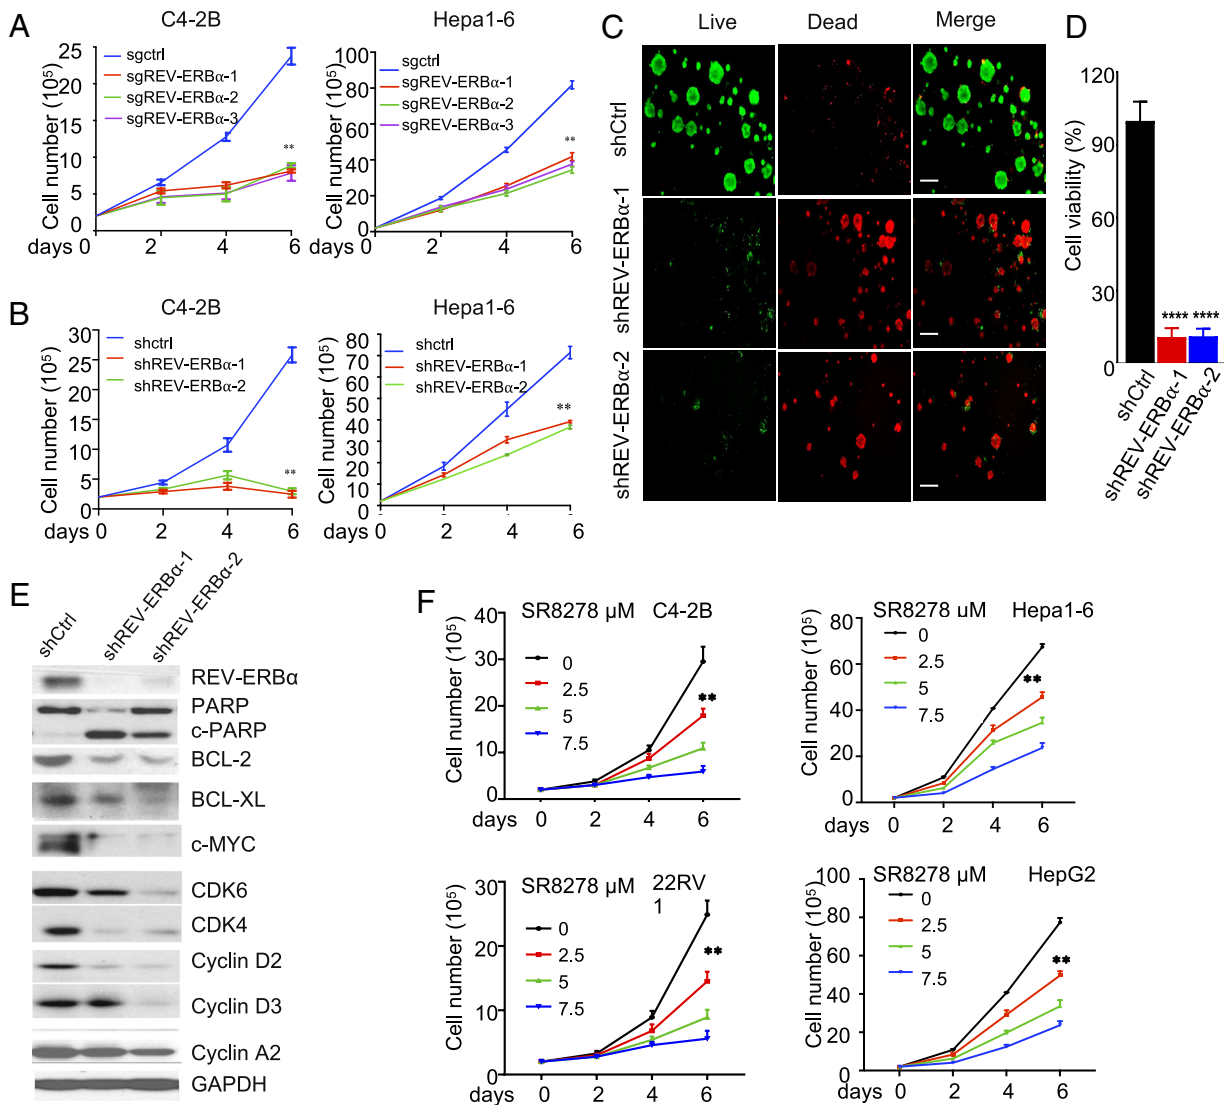 A
C4-2B
Cell number (10⁵)
25
20
15
10
5
0
sgctrl
sgREV-ERBα-1
sgREV-ERBα-2
sgREV-ERBα-3
**
days
0
2
4
6
Hepa1-6
Cell number (10⁵)
100
80
60
40
20
0
sgctrl
sgREV-ERBα-1
sgREV-ERBα-2
sgREV-ERBα-3
**
0
2
4
6
B
C4-2B
Cell number (10⁵)
30
25
20
15
10
5
0
shctrl
shREV-ERBα-1
shREV-ERBα-2
**
days
0
2
4
6
Hepa1-6
Cell number (10⁵)
80
70
60
50
40
30
20
10
0
shctrl
shREV-ERBα-1
shREV-ERBα-2
**
days
0
2
4
6
C
Live
Dead
Merge
shCtrl
shREV-ERBα-1
shREV-ERBα-2
D
Cell viability (%)
120
90
60
30
0
****
****
shCtrl
shREV-ERBα-1
shREV-ERBα-2
E
shCtrl
shREV-ERBα-1
shREV-ERBα-2
REV-ERBα
PARP
c-PARP
BCL-2
BCL-XL
c-MYC
CDK6
CDK4
Cyclin D2
Cyclin D3
Cyclin A2
GAPDH
F
SR8278 µM C4-2B
Cell number (10⁵)
40
30
20
10
0
0
2.5
5
7.5
**
days
0
2
4
6
SR8278 uM Hepa1-6
Cell number (10⁵)
80
60
40
20
0
0
2.5
5
7.5
**
days
0
2
4
6
SR8278 µM 22RV
1
Cell number (10⁵)
30
20
10
0
0
2.5
5
7.5
**
days
0
2
4
6
SR8278 µM HepG2
Cell number (10⁵)
100
80
60
40
20
0
0
2.5
5
7.5
**
days
0
2
4
6